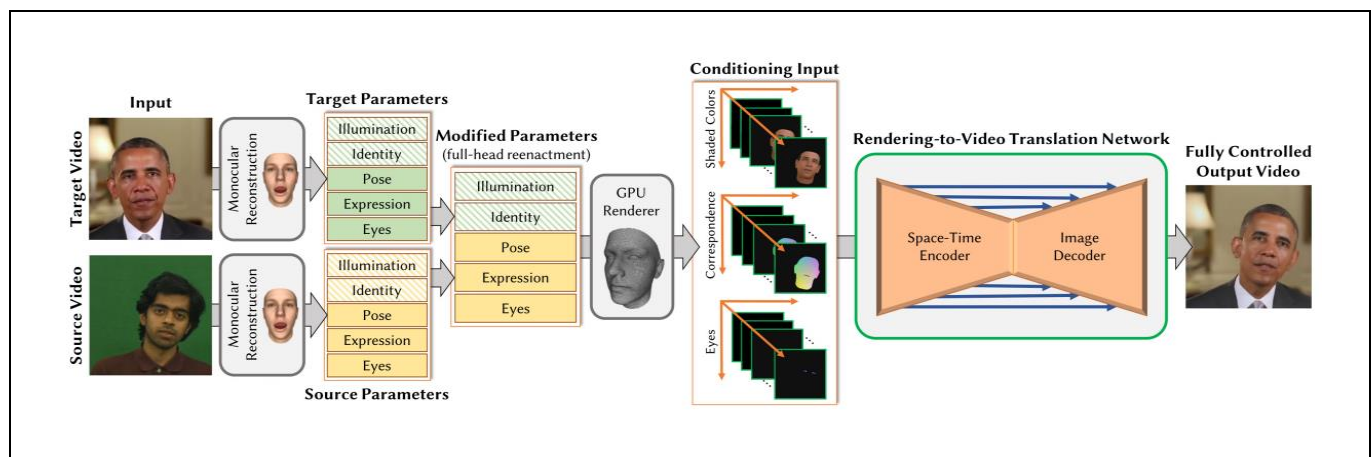 Input
Target Video
Monocular
Reconstruction
Target Parameters
Illumination
Identity
Pose
Expression
Eyes
Source Video
Monocular
Reconstruction
Illumination
Identity
Pose
Expression
Eyes
Source Parameters
Modified Parameters
(full-head reenactment)
Illumination
Identity
Pose
Expression
Eyes
GPU
Renderer
Conditioning Input
Shaded Colors
Correspondence
Eyes
Rendering-to-Video Translation Network
Space-Time
Encoder
Image
Decoder
Fully Controlled
Output Video